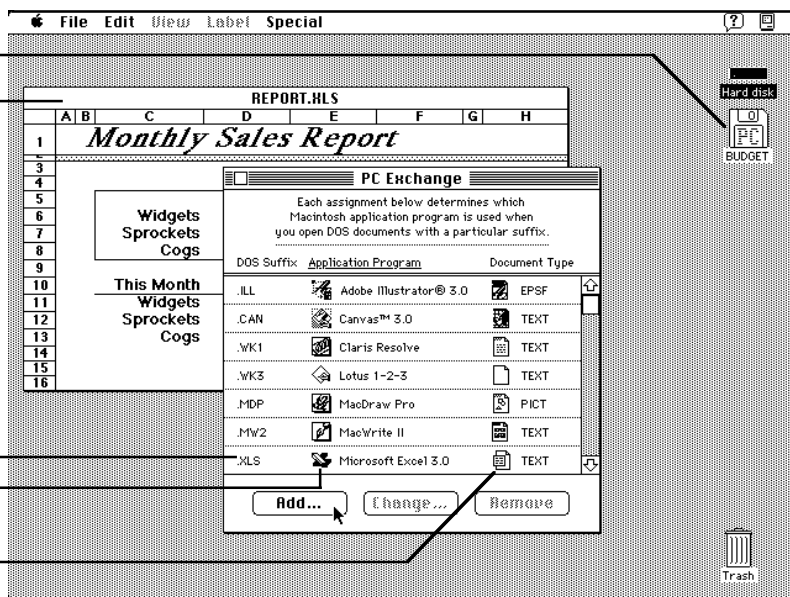 File Edit View Label Special
Hard disk
PC
BUDGET
REPORT.XLS
A B C D E F G H
1 Monthly Sales Report
2
3
4
5
6 Widgets
7 Sprockets
8 Cogs
9
10 This Month
11 Widgets
12 Sprockets
13 Cogs
14
15
16
PC Exchange
Each assignment below determines which
Macintosh application program is used when
you open DOS documents with a particular suffix.
DOS Suffix Application Program Document Type
.ILL Adobe Illustrator® 3.0 EPSF
.CAN Canvas™ 3.0 TEXT
.WK1 Claris Resolve TEXT
.WK3 Lotus 1-2-3 TEXT
.MDP MacDraw Pro PICT
.MW2 MacWrite II TEXT
.XLS Microsoft Excel 3.0 TEXT
Add... Change... Remove
Trash